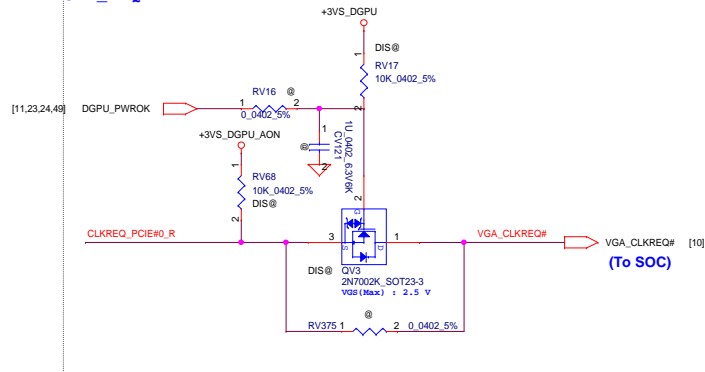 +3VS_DGPU
1
DIS@
RV17
10K_0402_5%
2
RV16 @
1 2
0_0402_5%
[11,23,24,49] DGPU_PWROK
1
@
2
1U_0402_6.3V6K
CV121
+3VS_DGPU_AON
1
RV68
10K_0402_5%
DIS@
2
2
G
CLKREQ_PCIE#0_R
3
S
D
1
VGA_CLKREQ#
VGA_CLKREQ# [10]
(To SOC)
DIS@ QV3
2N7002K_SOT23-3
VGS(Max) : 2.5 V
@
RV375 1 2 0_0402_5%